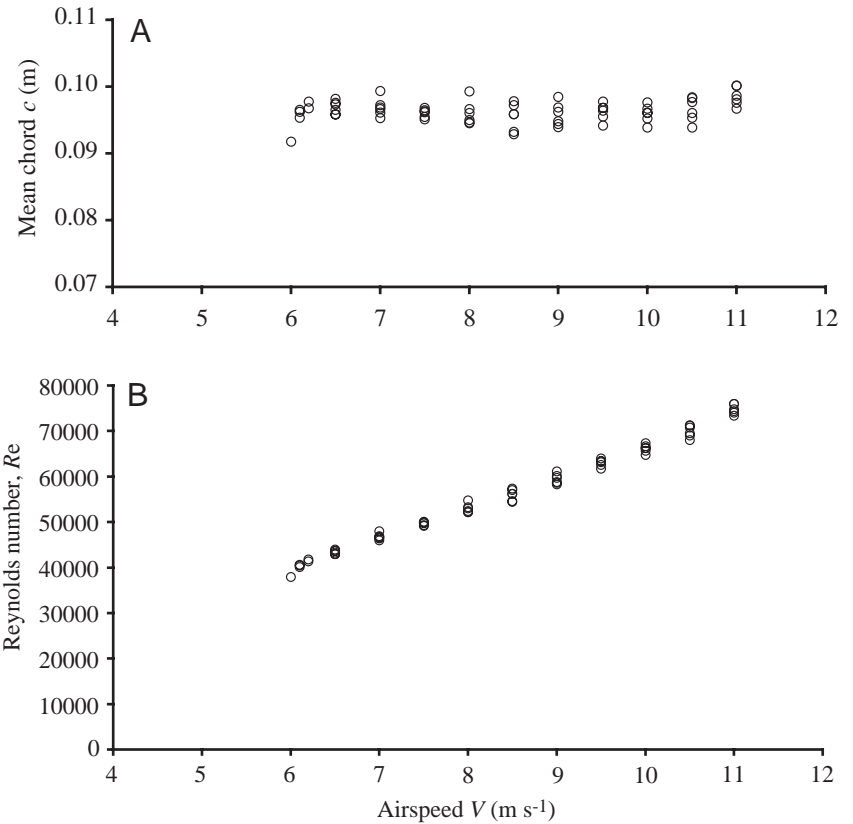 A
Mean chord c (m)
0.11
0.10
0.09
0.08
0.07
4 5 6 7 8 9 10 11 12
B
Reynolds number, Re
80000
70000
60000
50000
40000
30000
20000
10000
0
4 5 6 7 8 9 10 11 12
Airspeed V (m s-1)